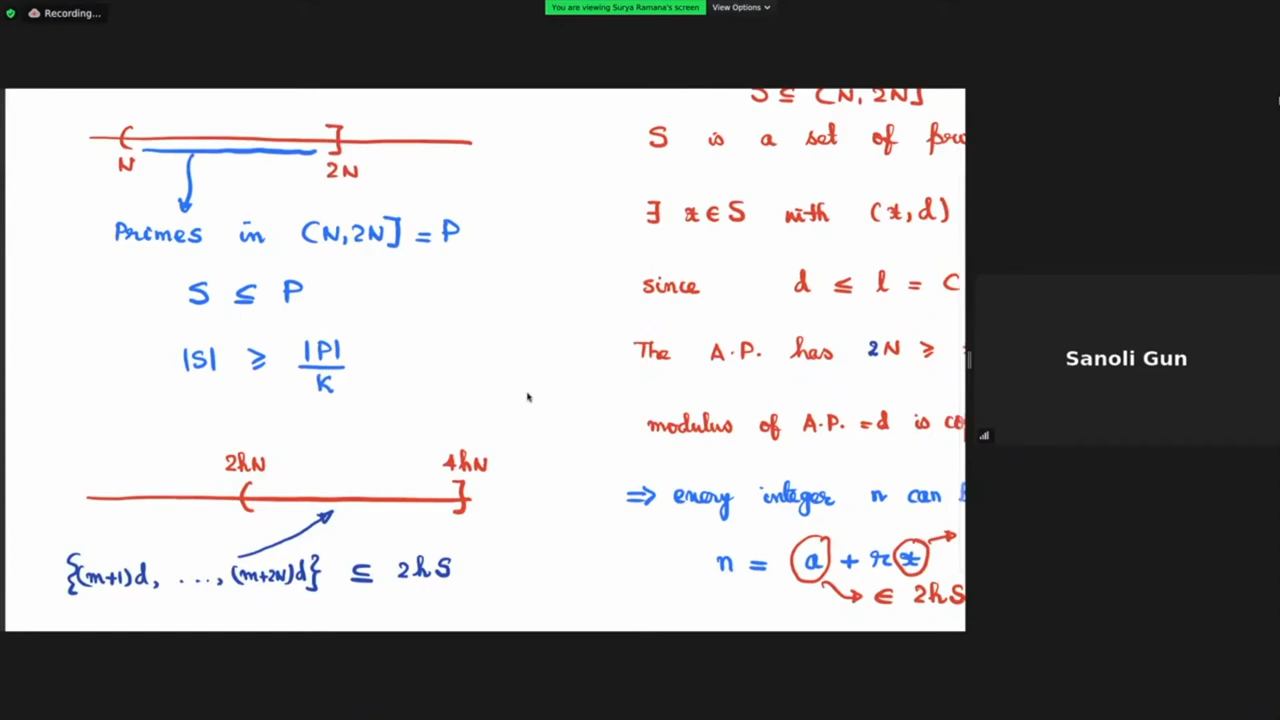 Recording...
You are viewing Surya Ramana's screen
View Options
( ]
N 2N
Primes in (N,2N] = P
S ⊆ P
|S| ≥ |P|/K
2hN 4hN
( ]
{(m+1)d, ..., (m+2N)d} ⊆ 2hS
S ⊆ (N, 2N]
S is a set of
∃ x ∈ S with (x,d)
since d ≤ l = C
The A.P. has 2N ≥
modulus of A.P. = d is
⇒ every integer n can
n = a + rx
→ ∈ 2hS
Sanoli Gun